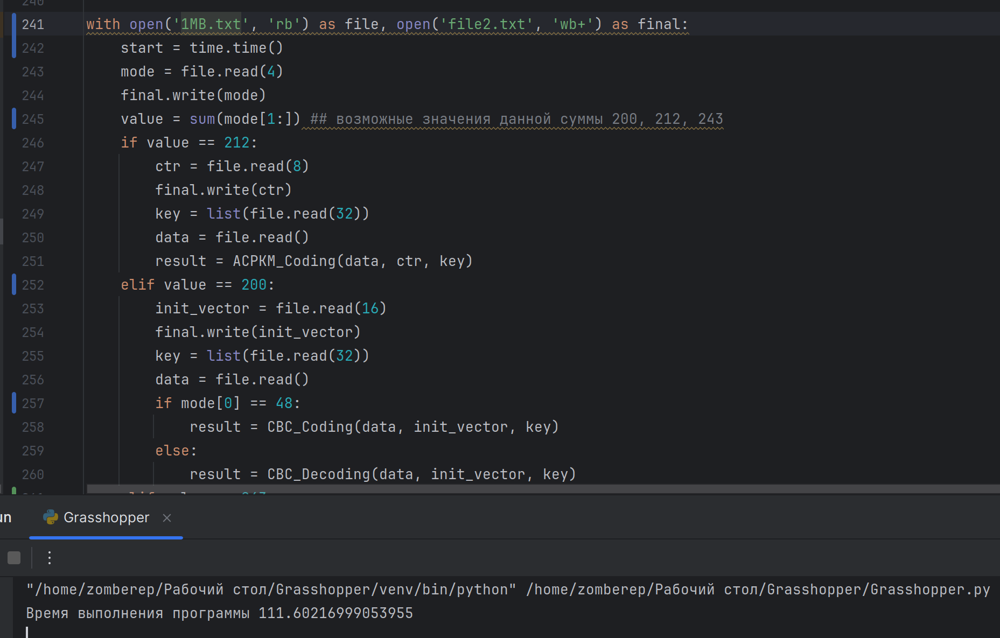 240
241 with open('1MB.txt', 'rb') as file, open('file2.txt', 'wb+') as final:
242     start = time.time()
243     mode = file.read(4)
244     final.write(mode)
245     value = sum(mode[1:]) ## возможные значения данной суммы 200, 212, 243
246     if value == 212:
247         ctr = file.read(8)
248         final.write(ctr)
249         key = list(file.read(32))
250         data = file.read()
251         result = ACPKM_Coding(data, ctr, key)
252     elif value == 200:
253         init_vector = file.read(16)
254         final.write(init_vector)
255         key = list(file.read(32))
256         data = file.read()
257         if mode[0] == 48:
258             result = CBC_Coding(data, init_vector, key)
259         else:
260             result = CBC_Decoding(data, init_vector, key)
Grasshopper
"/home/zomberep/Рабочий стол/Grasshopper/venv/bin/python" /home/zomberep/Рабочий стол/Grasshopper/Grasshopper.py
Время выполнения программы 111.60216999053955